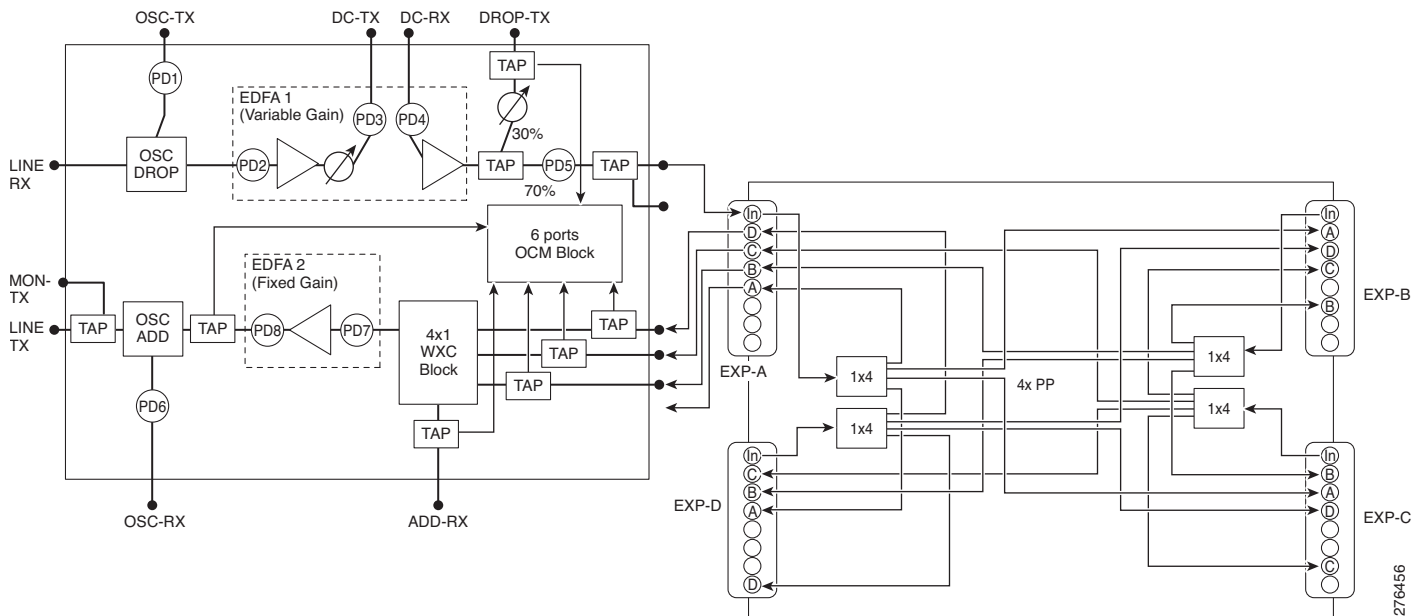 OSC-TX
DC-TX
DC-RX
DROP-TX
PD1
TAP
EDFA 1
(Variable Gain)
PD3
PD4
30%
LINE
RX
OSC
DROP
PD2
TAP
PD5
TAP
70%
6 ports
OCM Block
MON-
TX
LINE
TX
TAP
OSC
ADD
TAP
EDFA 2
(Fixed Gain)
PD8
PD7
4x1
WXC
Block
TAP
TAP
TAP
TAP
PD6
OSC-RX
ADD-RX
In
D
C
B
A
EXP-A
1x4
1x4
4x PP
1x4
1x4
In
A
D
C
B
EXP-B
In
C
B
A
D
EXP-D
In
B
A
D
C
EXP-C
276456